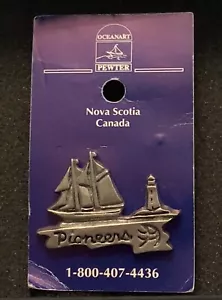 OCEANART
PEWTER
Nova Scotia
Canada
Pioneers
1-800-407-4436